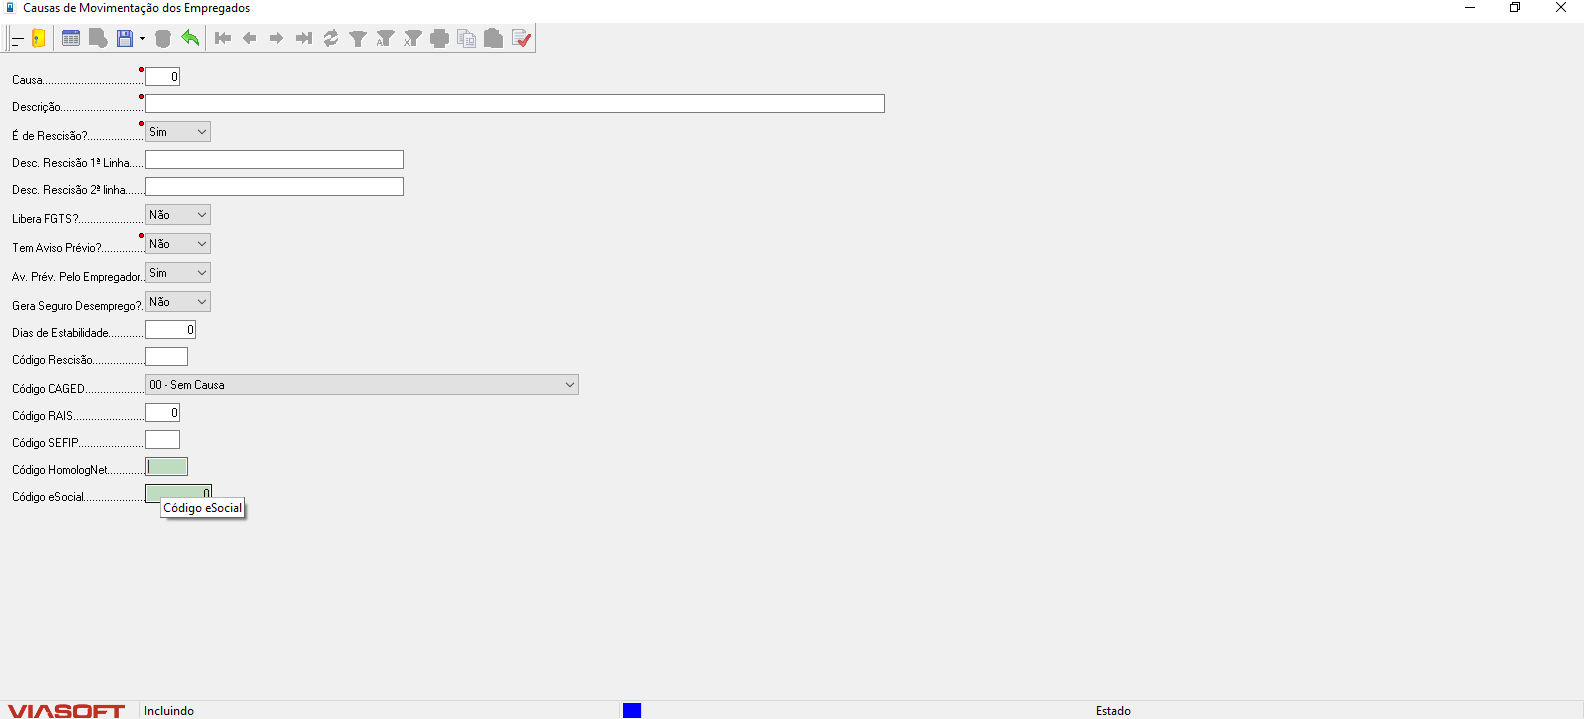 Causas de Movimentação dos Empregados
Causa.................................. 0
Descrição............................
É de Rescisão?................... Sim
Desc. Rescisão 1ª Linha.....
Desc. Rescisão 2ª linha.......
Libera FGTS?...................... Não
Tem Aviso Prévio?............... Não
Av. Prév. Pelo Empregador.. Sim
Gera Seguro Desemprego?. Não
Dias de Estabilidade............ 0
Código Rescisão..................
Código CAGED.................... 00 - Sem Causa
Código RAIS........................ 0
Código SEFIP......................
Código HomologNet............
Código eSocial..................... 0
Código eSocial
VIASOFT Incluindo Estado